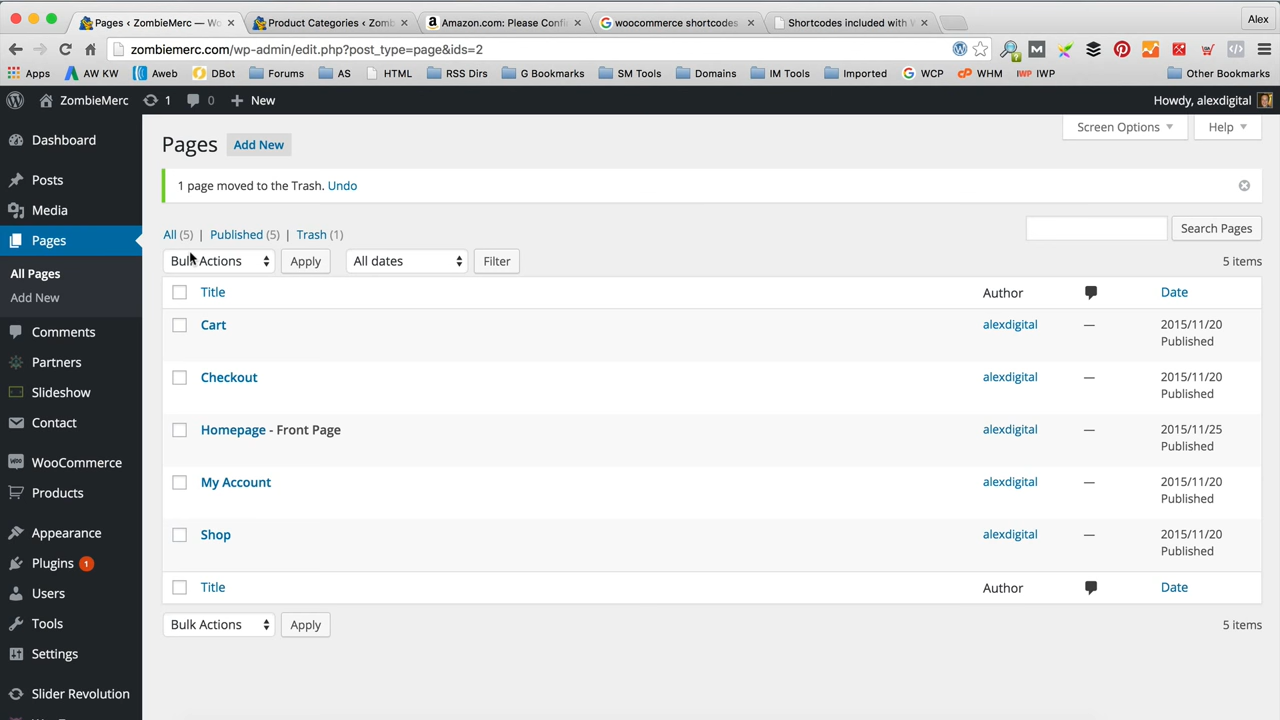 Pages ‹ ZombieMerc — Wo
Product Categories ‹ Zomb
Amazon.com: Please Confi
woocommerce shortcodes
Shortcodes included with W
Alex
zombiemerc.com/wp-admin/edit.php?post_type=page&ids=2
Apps
AW KW
Aweb
DBot
Forums
AS
HTML
RSS Dirs
G Bookmarks
SM Tools
Domains
IM Tools
Imported
WCP
WHM
IWP
Other Bookmarks
ZombieMerc
1
0
New
Howdy, alexdigital
Dashboard
Posts
Media
Pages
All Pages
Add New
Comments
Partners
Slideshow
Contact
WooCommerce
Products
Appearance
Plugins 1
Users
Tools
Settings
Slider Revolution
Pages Add New
Screen Options
Help
1 page moved to the Trash. Undo
All (5) | Published (5) | Trash (1)
Search Pages
Bulk Actions
Apply
All dates
Filter
5 items
Title
Author
Date
Cart
alexdigital
—
2015/11/20
Published
Checkout
alexdigital
—
2015/11/20
Published
Homepage - Front Page
alexdigital
—
2015/11/25
Published
My Account
alexdigital
—
2015/11/20
Published
Shop
alexdigital
—
2015/11/20
Published
Title
Author
Date
Bulk Actions
Apply
5 items